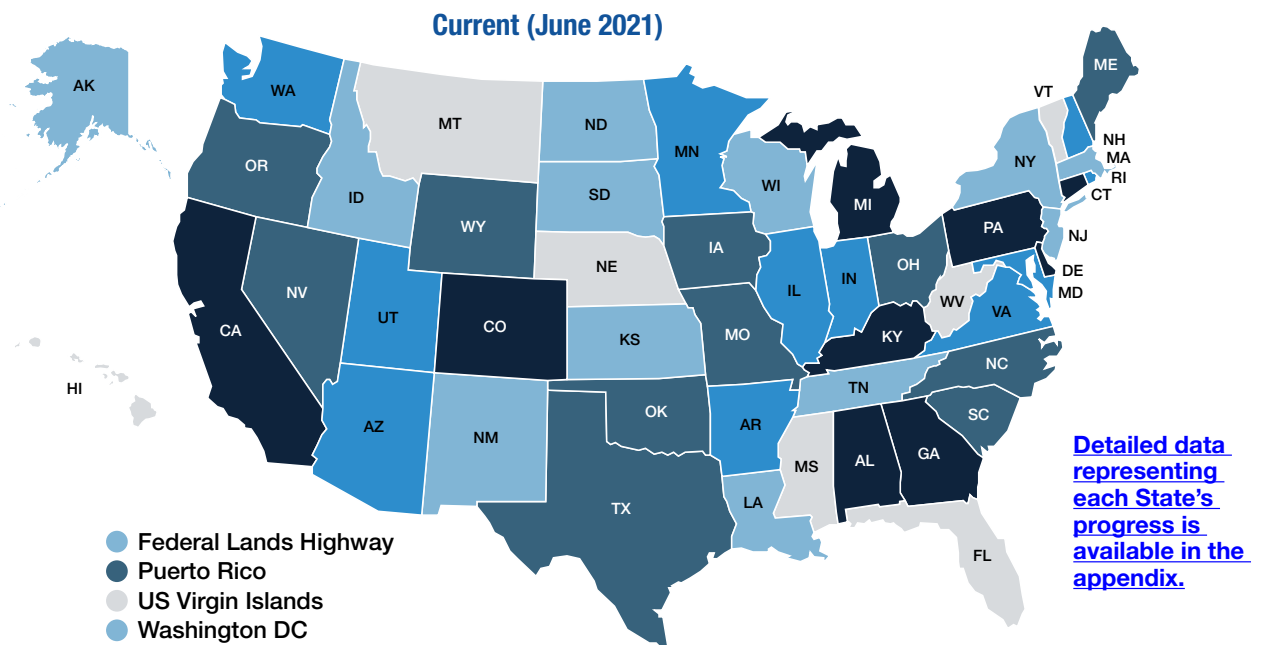 Current (June 2021)
AK
WA
MT
ND
MN
OR
ID
SD
WI
WY
NE
IA
MI
NY
VT
ME
NH
MA
RI
CT
NJ
PA
DE
MD
OH
IN
IL
WV
VA
KY
NC
TN
SC
NV
UT
CO
KS
MO
CA
HI
AZ
NM
OK
AR
TX
LA
MS
AL
GA
FL
Detailed data
representing
each State’s
progress is
available in the
appendix.
Federal Lands Highway
Puerto Rico
US Virgin Islands
Washington DC